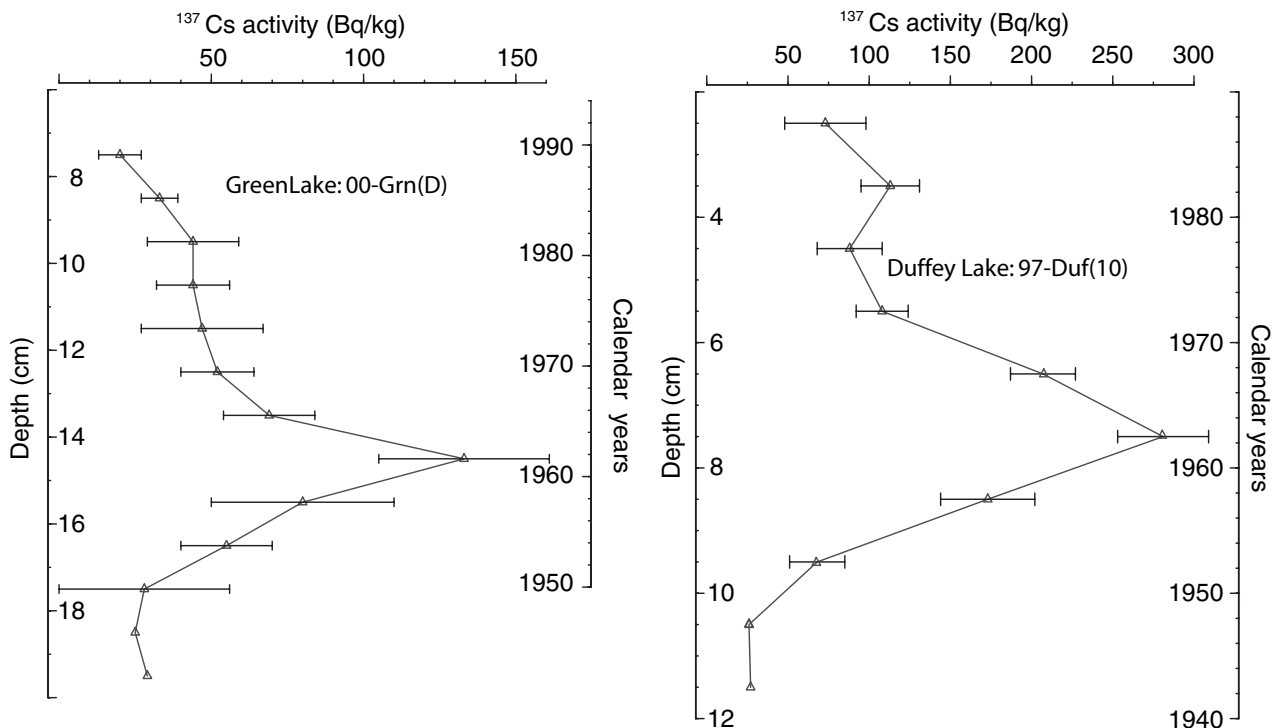 137 Cs activity (Bq/kg)
50 100 150
8
10
12
14
16
18
Depth (cm)
GreenLake: 00-Grn(D)
1990
1980
1970
1960
1950
Calendar years
137 Cs activity (Bq/kg)
50 100 150 200 250 300
4
6
8
10
12
Depth (cm)
Duffey Lake: 97-Duf(10)
1980
1970
1960
1950
1940
Calendar years